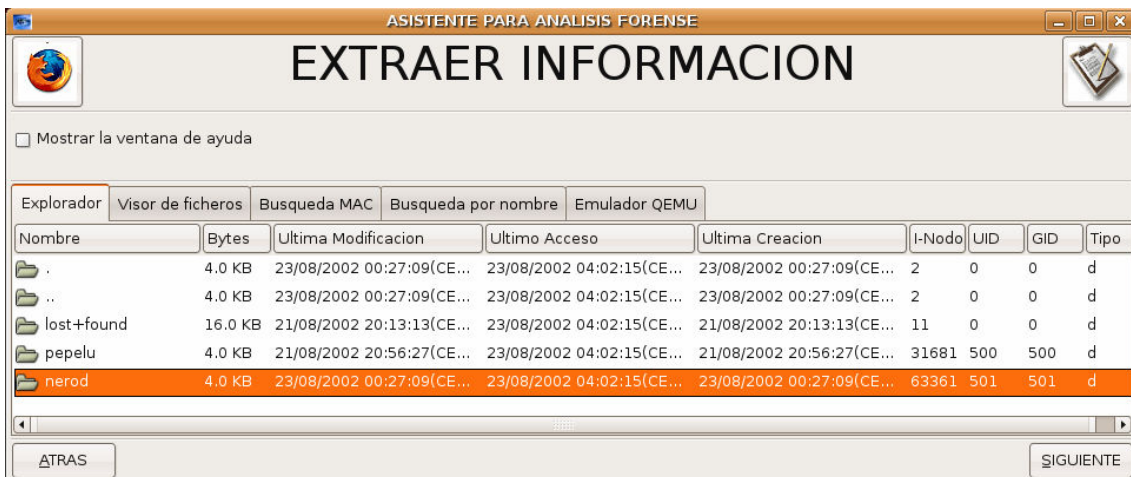 ASISTENTE PARA ANALISIS FORENSE
EXTRAER INFORMACION
Mostrar la ventana de ayuda
Explorador Visor de ficheros Busqueda MAC Busqueda por nombre Emulador QEMU
Nombre Bytes Ultima Modificacion Ultimo Acceso Ultima Creacion I-Nodo UID GID Tipo
. 4.0 KB 23/08/2002 00:27:09(CE... 23/08/2002 04:02:15(CE... 23/08/2002 00:27:09(CE... 2 0 0 d
.. 4.0 KB 23/08/2002 00:27:09(CE... 23/08/2002 04:02:15(CE... 23/08/2002 00:27:09(CE... 2 0 0 d
lost+found 16.0 KB 21/08/2002 20:13:13(CE... 23/08/2002 04:02:15(CE... 21/08/2002 20:13:13(CE... 11 0 0 d
pepelu 4.0 KB 21/08/2002 20:56:27(CE... 23/08/2002 04:02:15(CE... 21/08/2002 20:56:27(CE... 31681 500 500 d
nerod 4.0 KB 23/08/2002 00:27:09(CE... 23/08/2002 04:02:15(CE... 23/08/2002 00:27:09(CE... 63361 501 501 d
ATRAS SIGUIENTE